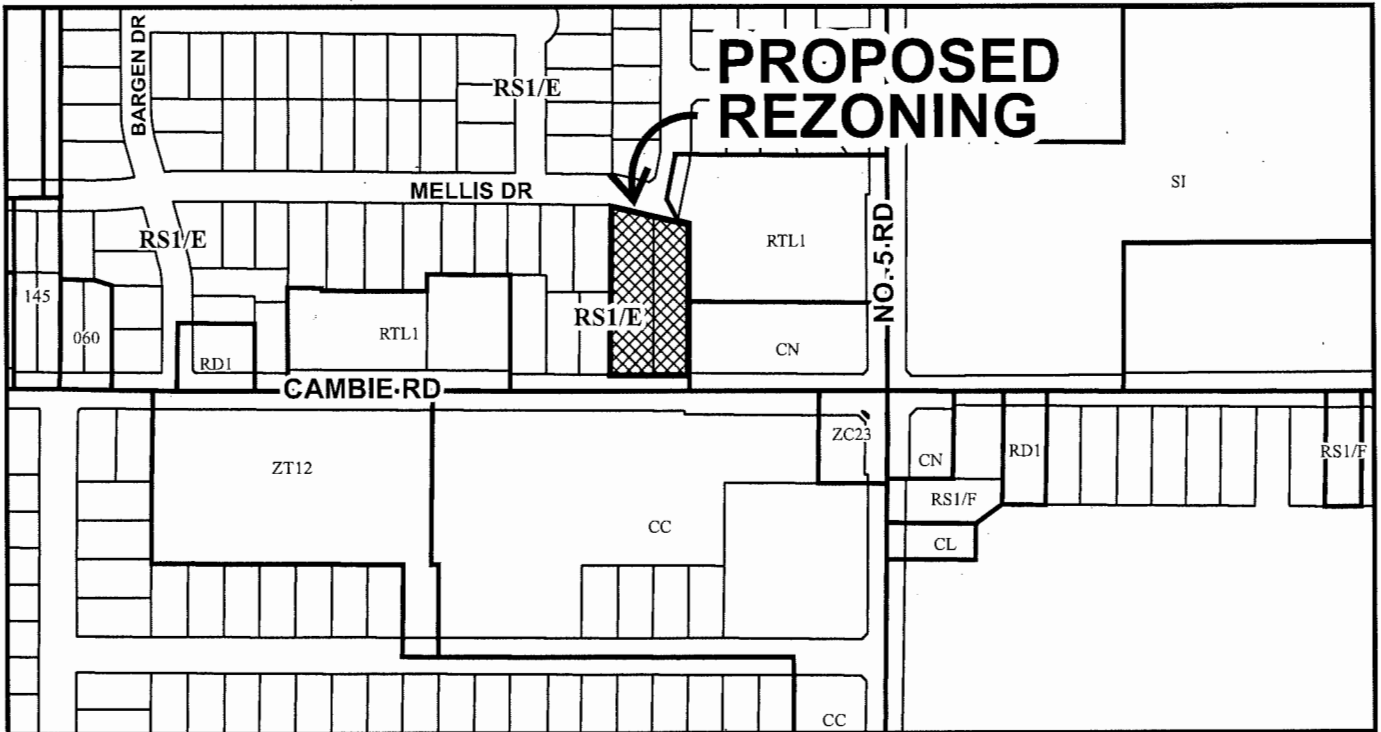 BARGEN DR
RS1/E
PROPOSED
REZONING
SI
MELLIS DR
RS1/E
RTL1
NO. 5 RD
145
060
RTL1
RS1/E
CN
RD1
CAMBIE RD
ZC23
ZT12
CN
RD1
RS1/F
RS1/F
CC
CL
CC